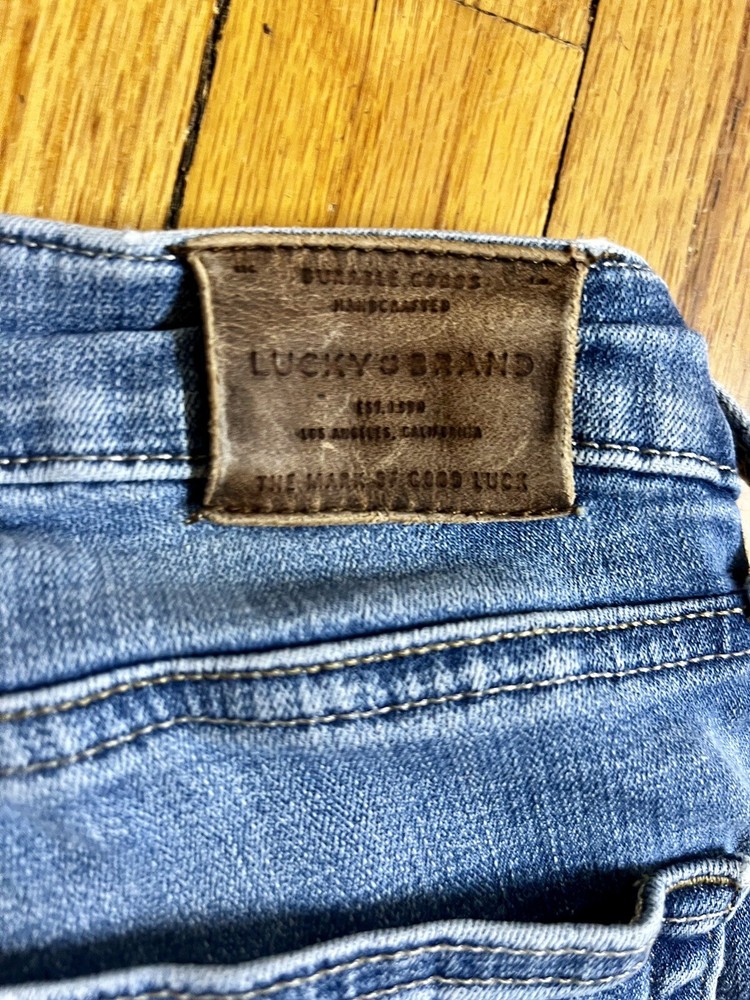 DURABLE GOODS
HANDCRAFTED
LUCKY BRAND
EST. 1990
LOS ANGELES, CALIFORNIA
THE MARK OF GOOD LUCK